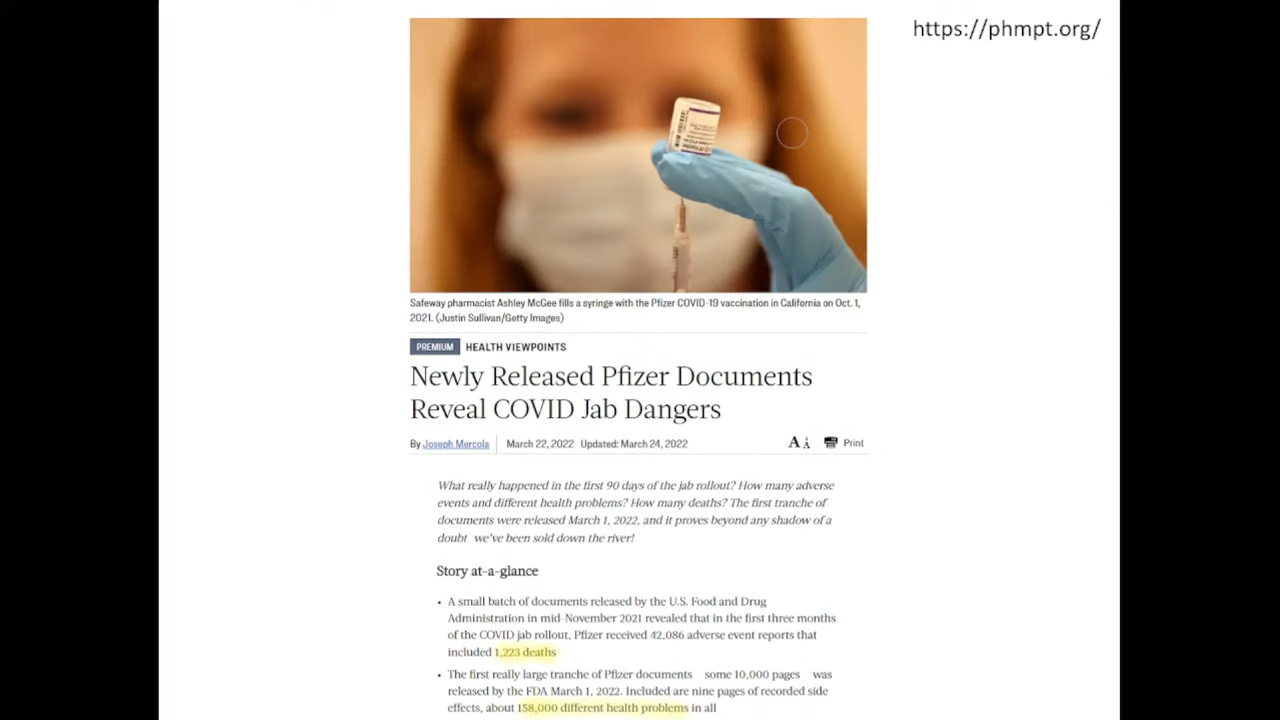 https://phmpt.org/
Safeway pharmacist Ashley McGee fills a syringe with the Pfizer COVID-19 vaccination in California on Oct. 1,
2021. (Justin Sullivan/Getty Images)
PREMIUM HEALTH VIEWPOINTS
Newly Released Pfizer Documents
Reveal COVID Jab Dangers
By Joseph Mercola March 22, 2022 Updated: March 24, 2022 A A Print
What really happened in the first 90 days of the jab rollout? How many adverse
events and different health problems? How many deaths? The first tranche of
documents were released March 1, 2022, and it proves beyond any shadow of a
doubt we've been sold down the river!
Story at-a-glance
• A small batch of documents released by the U.S. Food and Drug
Administration in mid-November 2021 revealed that in the first three months
of the COVID jab rollout, Pfizer received 42,086 adverse event reports that
included 1,223 deaths
• The first really large tranche of Pfizer documents some 10,000 pages was
released by the FDA March 1, 2022. Included are nine pages of recorded side
effects, about 158,000 different health problems in all